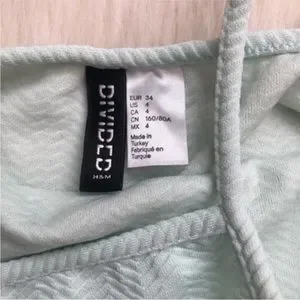 DIVIDED
H&M
EUR 34
US 4
CA 4
CN 160/80A
MX 4
Made in
Turkey
Fabriqué en
Turquie